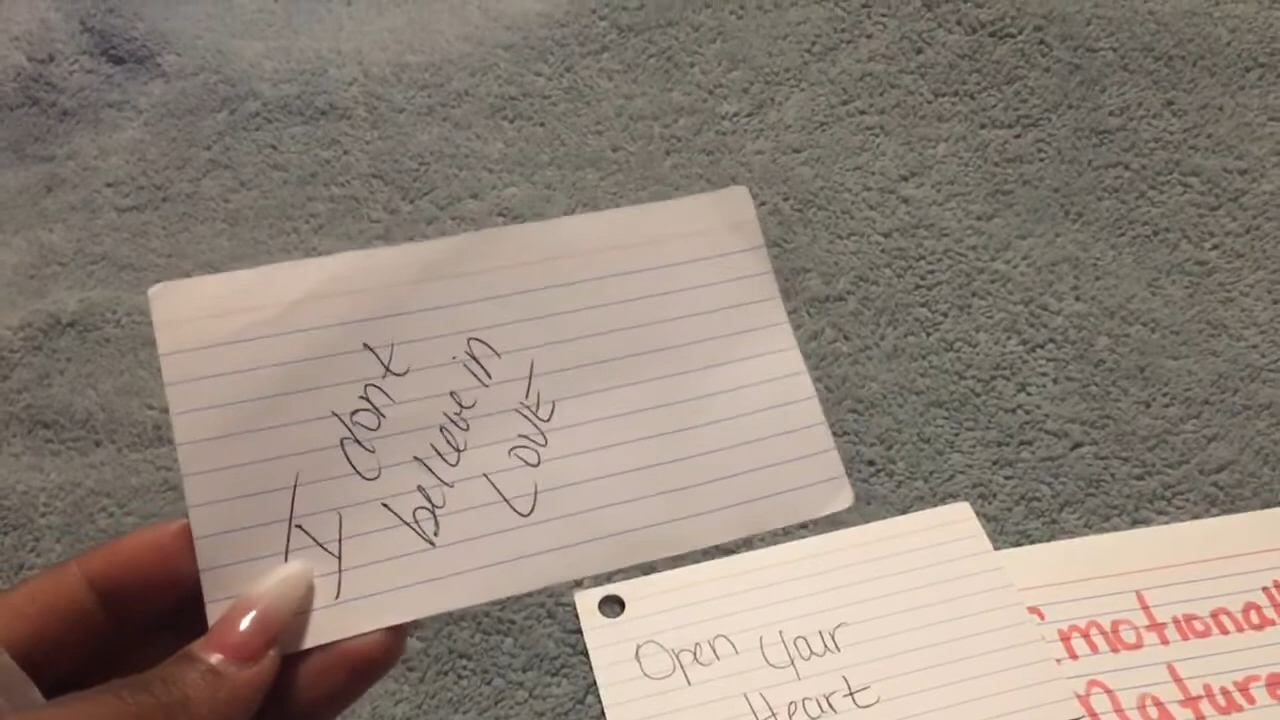 I dont
believe in
LOVE
Open Your
Heart
motional
Nature